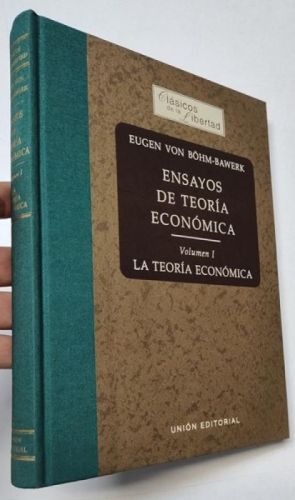 Clásicos
de la Libertad
EUGEN VON BÖHM-BAWERK
ENSAYOS
DE TEORÍA
ECONÓMICA
Volumen I
LA TEORÍA ECONÓMICA
UNIÓN EDITORIAL